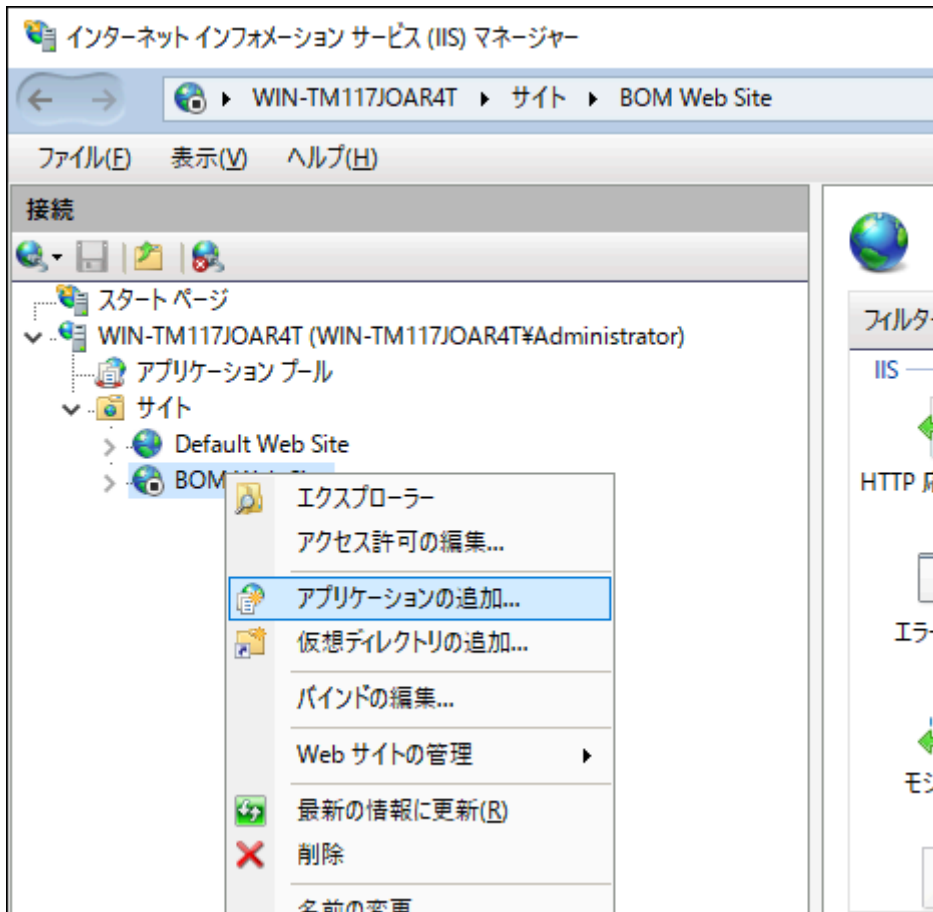 インターネット インフォメーション サービス (IIS) マネージャー
WIN-TM117JOAR4T サイト BOM Web Site
ファイル(F) 表示(V) ヘルプ(H)
接続
スタート ページ
WIN-TM117JOAR4T (WIN-TM117JOAR4T¥Administrator)
アプリケーション プール
サイト
Default Web Site
BOM
エクスプローラー
アクセス許可の編集...
アプリケーションの追加...
仮想ディレクトリの追加...
バインドの編集...
Web サイトの管理
最新の情報に更新(R)
削除
名前の変更
フィルター
IIS
HTTP
エラー
モジ